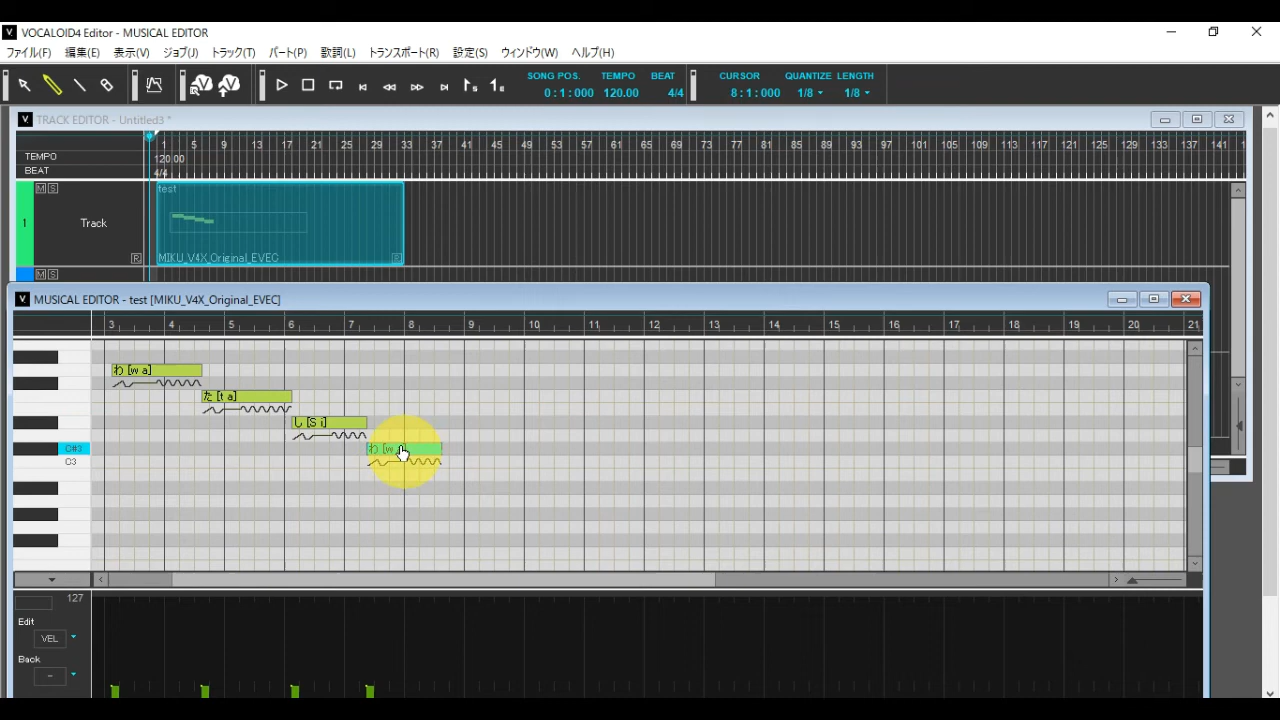 VOCALOID4 Editor - MUSICAL EDITOR
ファイル(F) 編集(E) 表示(V) ジョブ(J) トラック(T) パート(P) 歌詞(L) トランスポート(R) 設定(S) ウィンドウ(W) ヘルプ(H)
SONG POS. TEMPO BEAT CURSOR QUANTIZE LENGTH
0:1:000 120.00 4/4 8:1:000 1/8 1/8
TRACK EDITOR - Untitled3 *
1 5 9 13 17 21 25 29 33 37 41 45 49 53 57 61 65 69 73 77 81 85 89 93 97 101 105 109 113 117 121 125 129 133 137 141
TEMPO 120.00
BEAT 4/4
M S test
1 Track
R MIKU_V4X_Original_EVEC R
M S
MUSICAL EDITOR - test [MIKU_V4X_Original_EVEC]
3 4 5 6 7 8 9 10 11 12 13 14 15 16 17 18 19 20 21
わ [w a]
た [t a]
し [S i]
C#3 わ [w
C3
127
Edit
VEL
Back
-